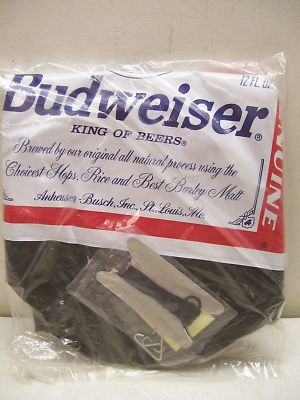 12 FL. OZ.
Budweiser®
KING OF BEERS®
Brewed by our original all natural process using the
Choicest Hops, Rice and Best Barley Malt
Anheuser-Busch, Inc., St. Louis, Mo.
NUINE